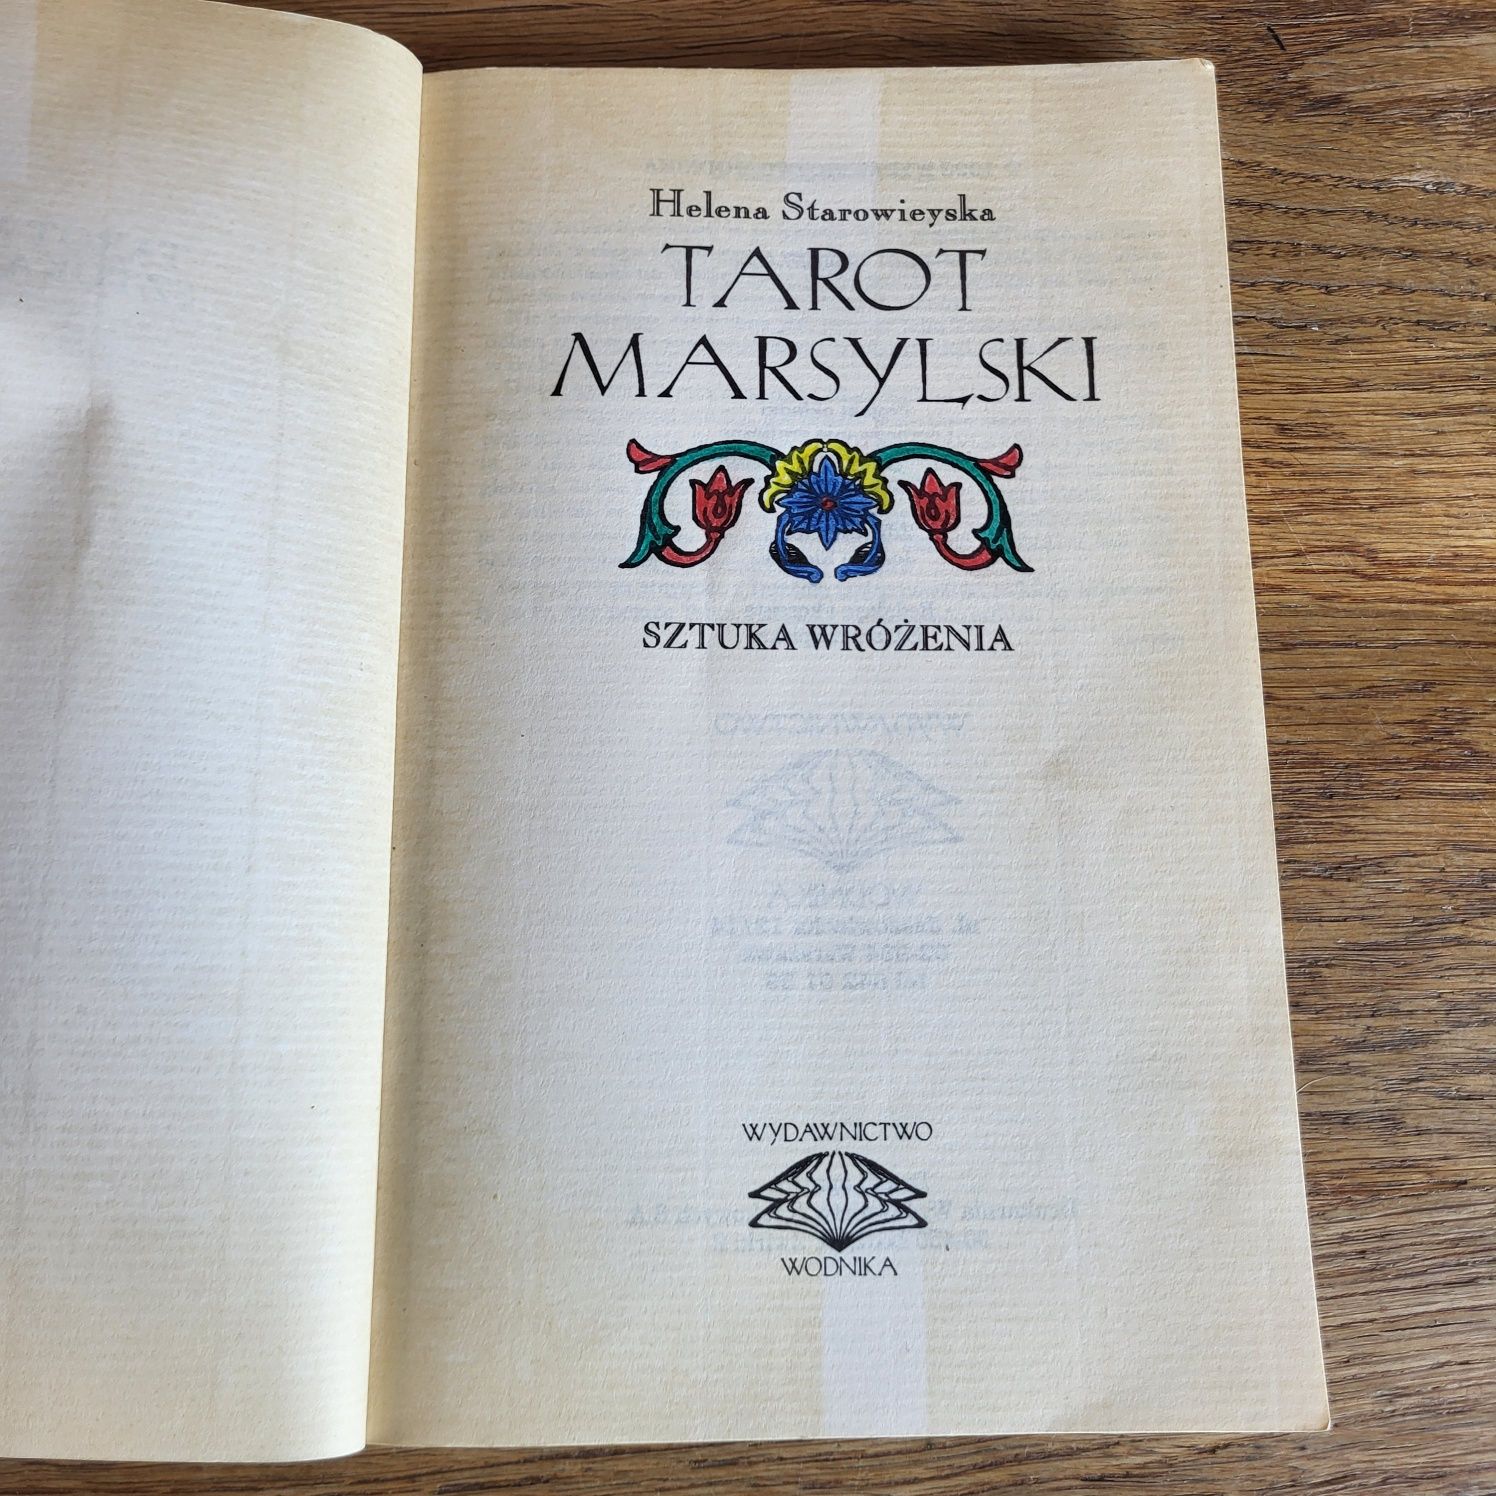 Helena Starowieyska
TAROT
MARSYLSKI
SZTUKA WRÓŻENIA
WYDAWNICTWO
WODNIKA